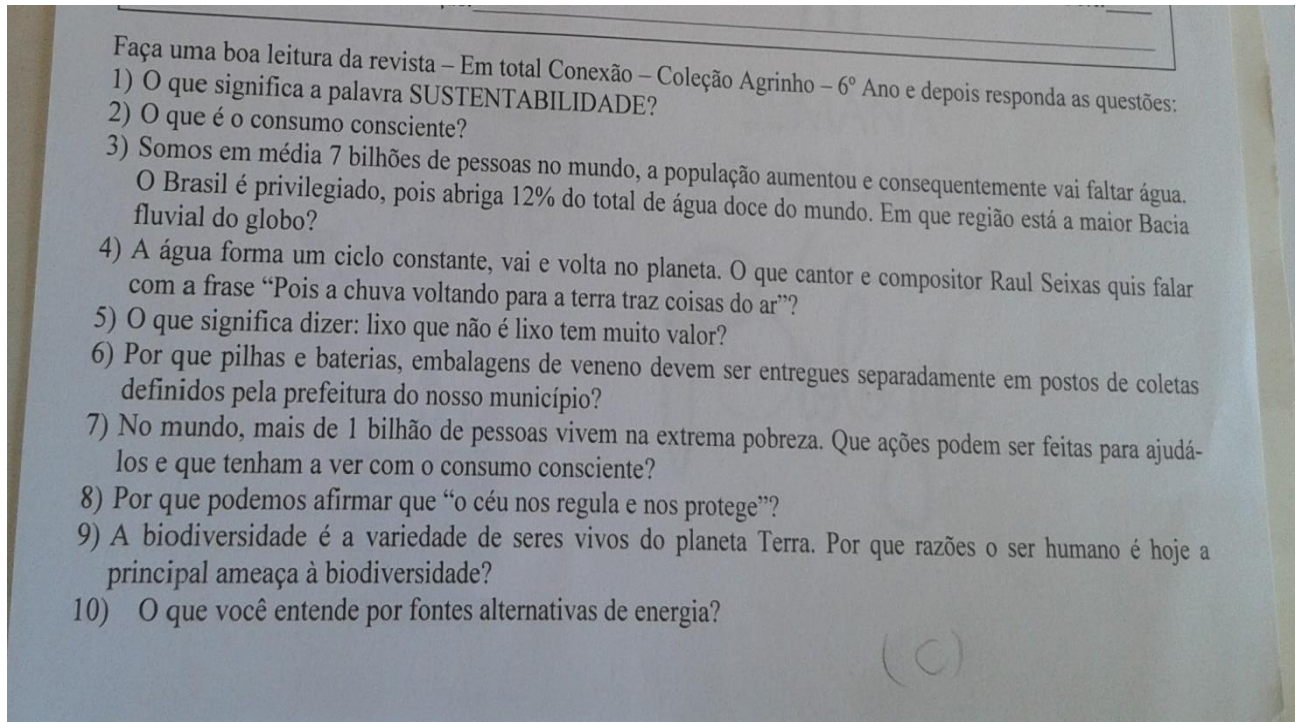 Faça uma boa leitura da revista – Em total Conexão – Coleção Agrinho – 6º Ano e depois responda as questões:
1) O que significa a palavra SUSTENTABILIDADE?
2) O que é o consumo consciente?
3) Somos em média 7 bilhões de pessoas no mundo, a população aumentou e consequentemente vai faltar água.
O Brasil é privilegiado, pois abriga 12% do total de água doce do mundo. Em que região está a maior Bacia
fluvial do globo?
4) A água forma um ciclo constante, vai e volta no planeta. O que cantor e compositor Raul Seixas quis falar
com a frase “Pois a chuva voltando para a terra traz coisas do ar”?
5) O que significa dizer: lixo que não é lixo tem muito valor?
6) Por que pilhas e baterias, embalagens de veneno devem ser entregues separadamente em postos de coletas
definidos pela prefeitura do nosso município?
7) No mundo, mais de 1 bilhão de pessoas vivem na extrema pobreza. Que ações podem ser feitas para ajudá-
los e que tenham a ver com o consumo consciente?
8) Por que podemos afirmar que “o céu nos regula e nos protege”?
9) A biodiversidade é a variedade de seres vivos do planeta Terra. Por que razões o ser humano é hoje a
principal ameaça à biodiversidade?
10) O que você entende por fontes alternativas de energia?
(C)